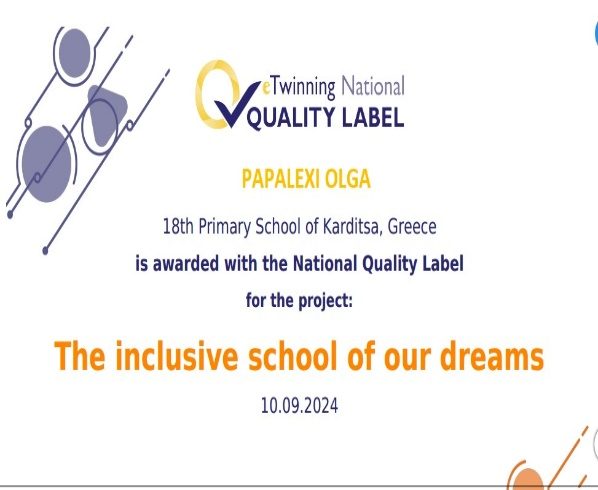 eTwinning National
QUALITY LABEL
PAPALEXI OLGA
18th Primary School of Karditsa, Greece
is awarded with the National Quality Label
for the project:
The inclusive school of our dreams
10.09.2024